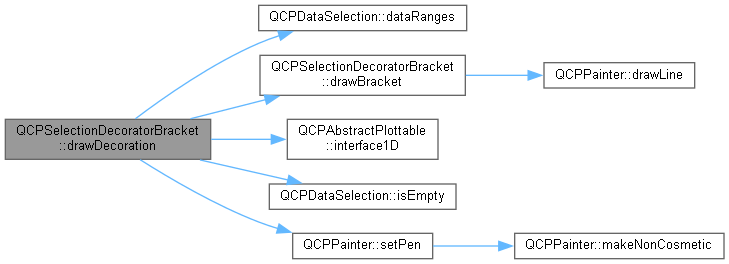 QCPDataSelection::dataRanges
QCPSelectionDecoratorBracket
::drawBracket
QCPPainter::drawLine
QCPSelectionDecoratorBracket
::drawDecoration
QCPAbstractPlottable
::interface1D
QCPDataSelection::isEmpty
QCPPainter::setPen
QCPPainter::makeNonCosmetic